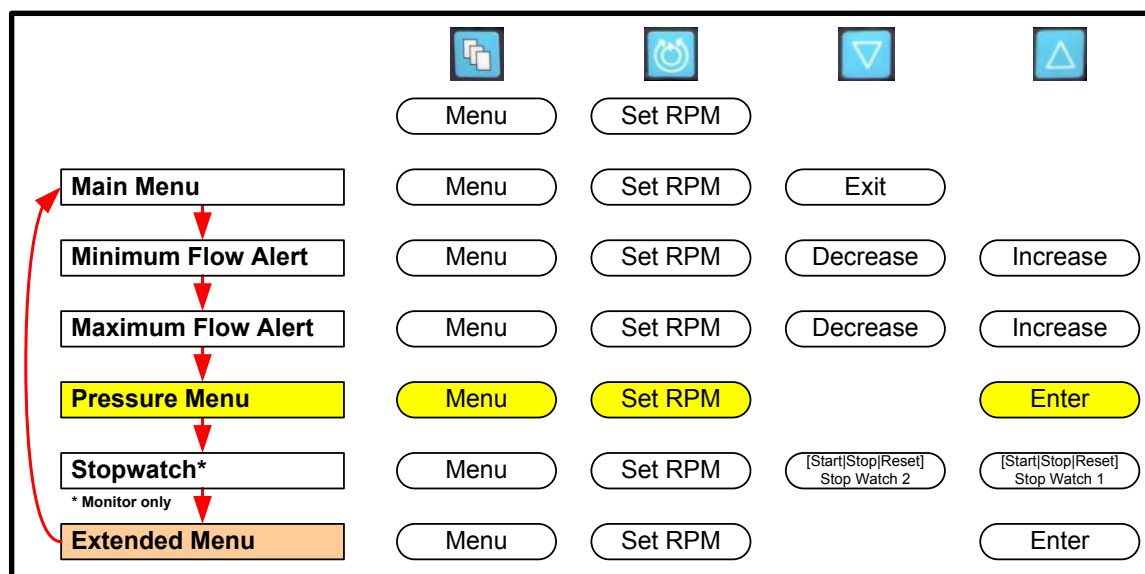 Menu Set RPM
Main Menu Menu Set RPM Exit
Minimum Flow Alert Menu Set RPM Decrease Increase
Maximum Flow Alert Menu Set RPM Decrease Increase
Pressure Menu Menu Set RPM Enter
Stopwatch* Menu Set RPM [Start|Stop|Reset] [Start|Stop|Reset]
Stop Watch 2 Stop Watch 1
* Monitor only
Extended Menu Menu Set RPM Enter